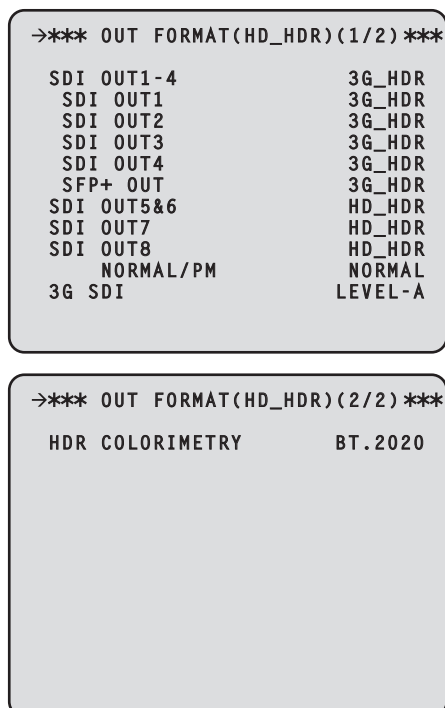 →*** OUT FORMAT(HD_HDR)(1/2)***
SDI OUT1-4 3G_HDR
SDI OUT1 3G_HDR
SDI OUT2 3G_HDR
SDI OUT3 3G_HDR
SDI OUT4 3G_HDR
SFP+ OUT 3G_HDR
SDI OUT5&6 HD_HDR
SDI OUT7 HD_HDR
SDI OUT8 HD_HDR
NORMAL/PM NORMAL
3G SDI LEVEL-A
→*** OUT FORMAT(HD_HDR)(2/2)***
HDR COLORIMETRY BT.2020